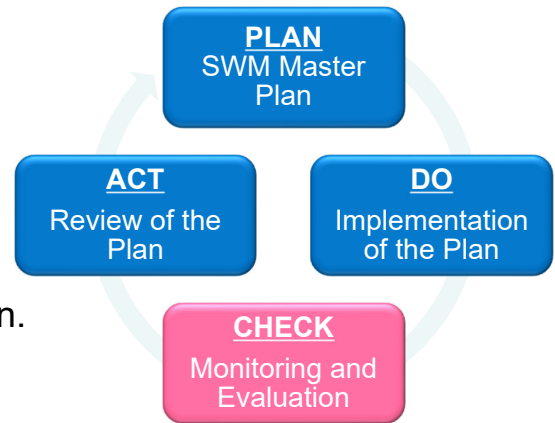 PLAN
SWM Master
Plan
ACT
Review of the
Plan
DO
Implementation
of the Plan
n.
CHECK
Monitoring and
Evaluation